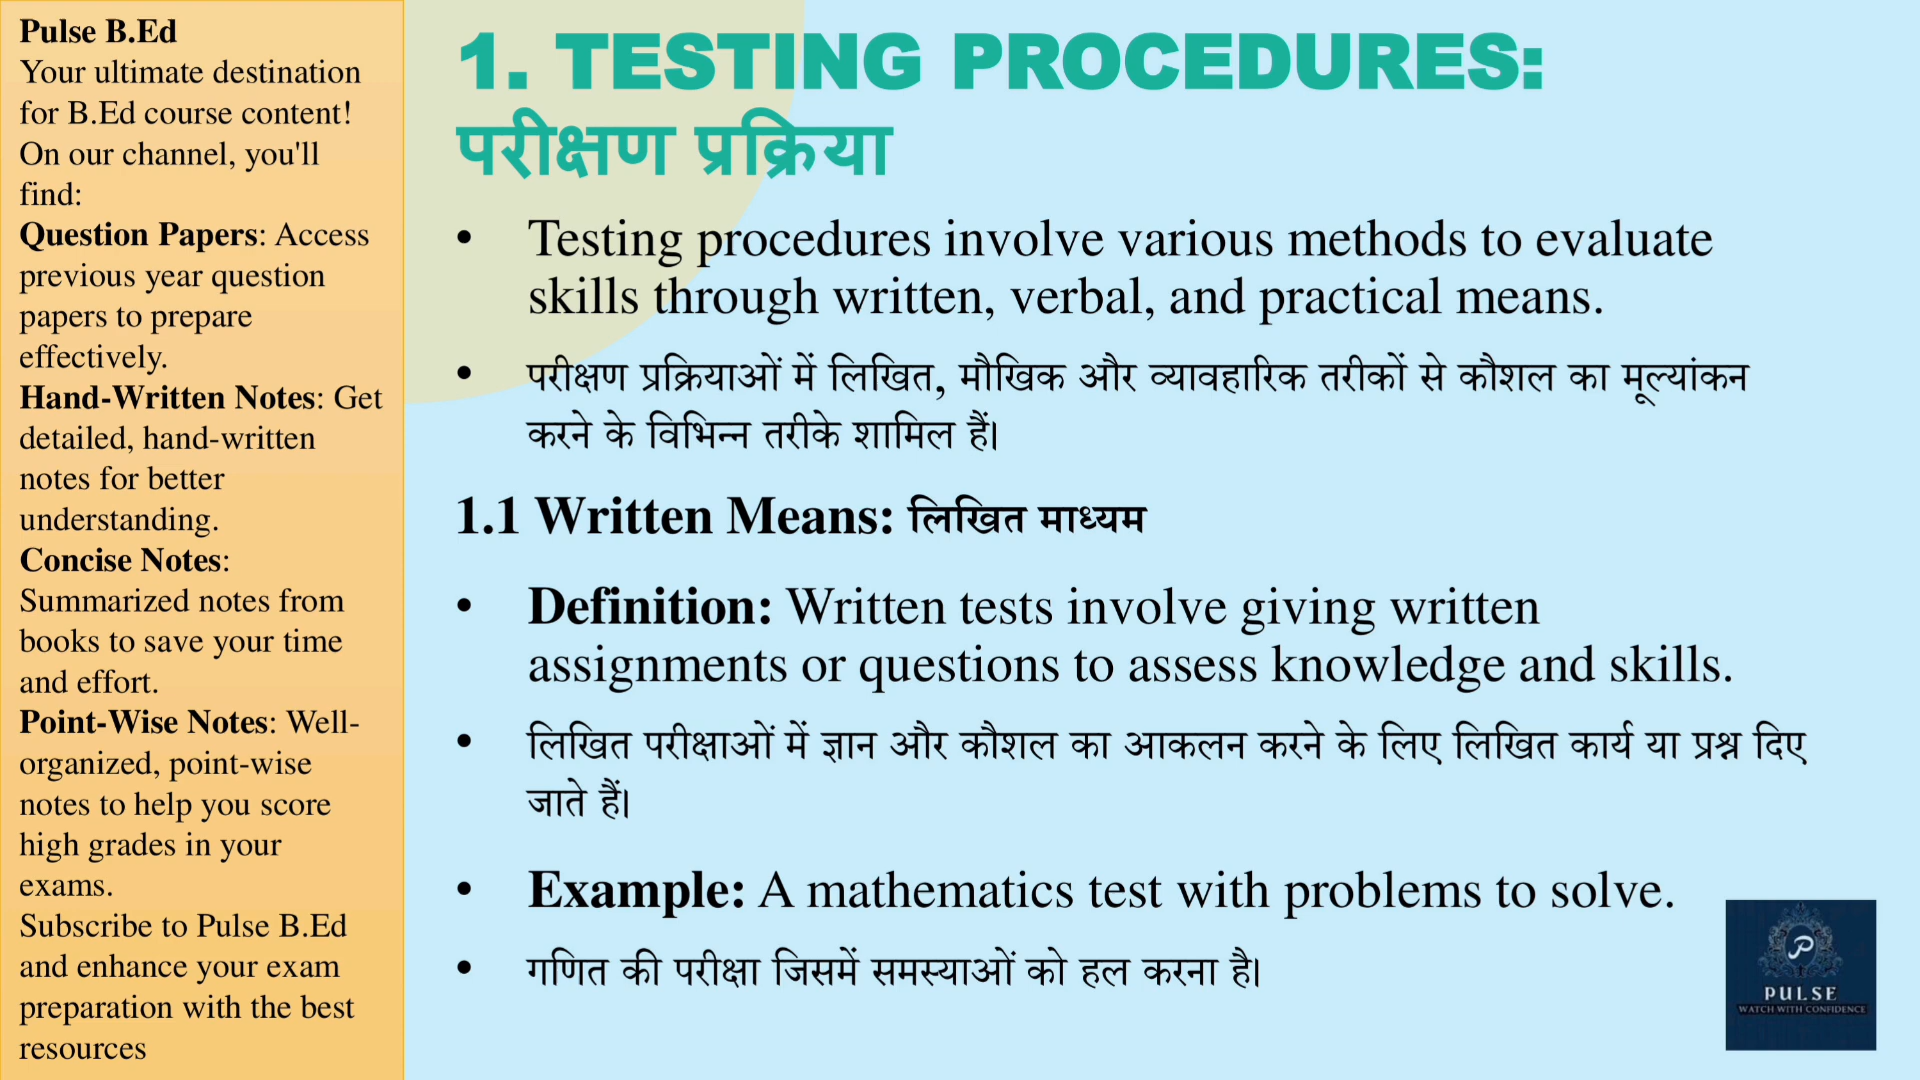 Pulse B.Ed
Your ultimate destination
for B.Ed course content!
On our channel, you'll
find:
Question Papers: Access
previous year question
papers to prepare
effectively.
Hand-Written Notes: Get
detailed, hand-written
notes for better
understanding.
Concise Notes:
Summarized notes from
books to save your time
and effort.
Point-Wise Notes: Well-
organized, point-wise
notes to help you score
high grades in your
exams.
Subscribe to Pulse B.Ed
and enhance your exam
preparation with the best
resources
1. TESTING PROCEDURES:
परीक्षण प्रक्रिया
• Testing procedures involve various methods to evaluate
skills through written, verbal, and practical means.
• परीक्षण प्रक्रियाओं में लिखित, मौखिक और व्यावहारिक तरीकों से कौशल का मूल्यांकन
करने के विभिन्न तरीके शामिल हैं।
1.1 Written Means: लिखित माध्यम
• Definition: Written tests involve giving written
assignments or questions to assess knowledge and skills.
• लिखित परीक्षाओं में ज्ञान और कौशल का आकलन करने के लिए लिखित कार्य या प्रश्न दिए
जाते हैं।
• Example: A mathematics test with problems to solve.
• गणित की परीक्षा जिसमें समस्याओं को हल करना है।
P
PULSE
WATCH WITH CONFIDENCE